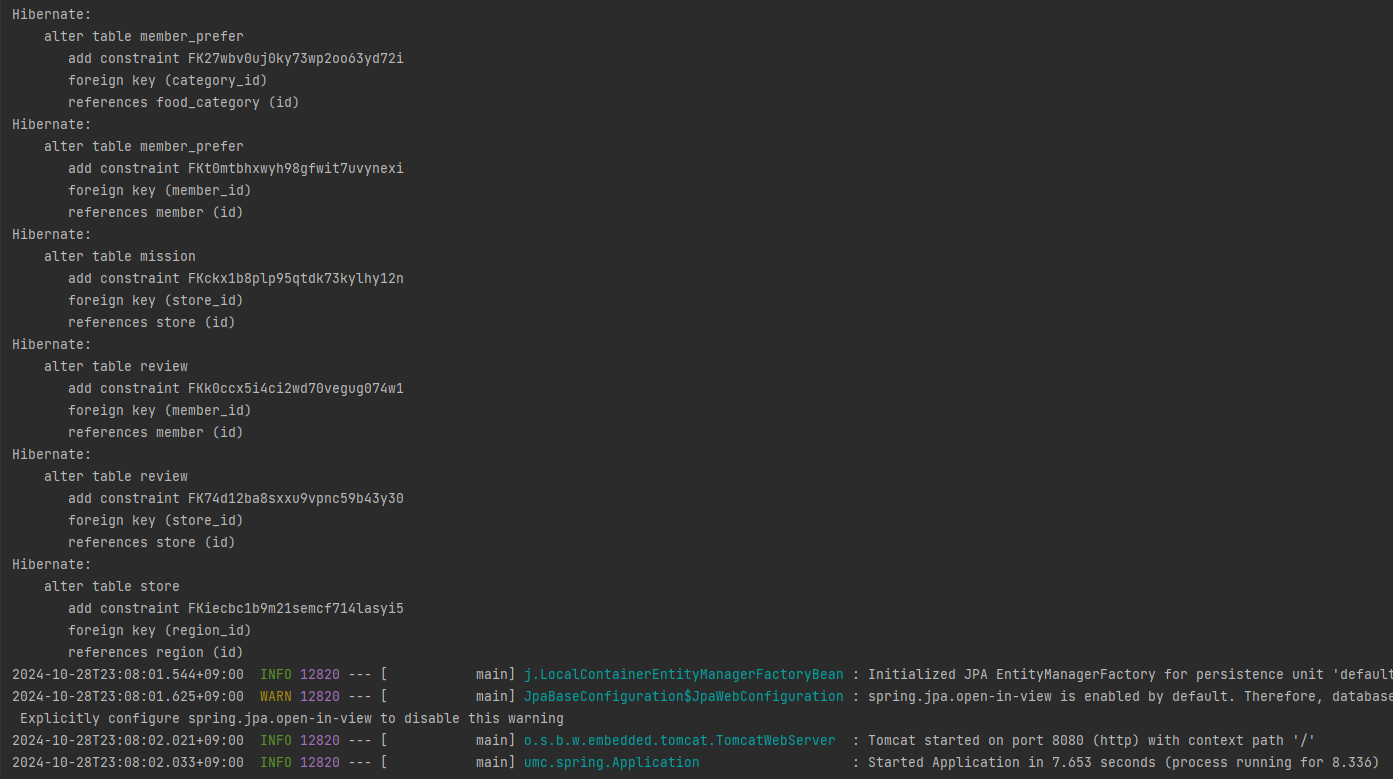 Hibernate:
    alter table member_prefer
       add constraint FK27wbv0uj0ky73wp2oo63yd72i
       foreign key (category_id)
       references food_category (id)
Hibernate:
    alter table member_prefer
       add constraint FKt0mtbhxwyh98gfwit7uvynexi
       foreign key (member_id)
       references member (id)
Hibernate:
    alter table mission
       add constraint FKckx1b8plp95qtdk73kylhy12n
       foreign key (store_id)
       references store (id)
Hibernate:
    alter table review
       add constraint FKk0ccx5i4ci2wd70vegug074w1
       foreign key (member_id)
       references member (id)
Hibernate:
    alter table review
       add constraint FK74d12ba8sxxu9vpnc59b43y30
       foreign key (store_id)
       references store (id)
Hibernate:
    alter table store
       add constraint FKiecbc1b9m21semcf714lasyi5
       foreign key (region_id)
       references region (id)
2024-10-28T23:08:01.544+09:00  INFO 12820 --- [           main] j.LocalContainerEntityManagerFactoryBean : Initialized JPA EntityManagerFactory for persistence unit 'default
2024-10-28T23:08:01.625+09:00  WARN 12820 --- [           main] JpaBaseConfiguration$JpaWebConfiguration : spring.jpa.open-in-view is enabled by default. Therefore, database
 Explicitly configure spring.jpa.open-in-view to disable this warning
2024-10-28T23:08:02.021+09:00  INFO 12820 --- [           main] o.s.b.w.embedded.tomcat.TomcatWebServer  : Tomcat started on port 8080 (http) with context path '/'
2024-10-28T23:08:02.033+09:00  INFO 12820 --- [           main] umc.spring.Application                   : Started Application in 7.653 seconds (process running for 8.336)